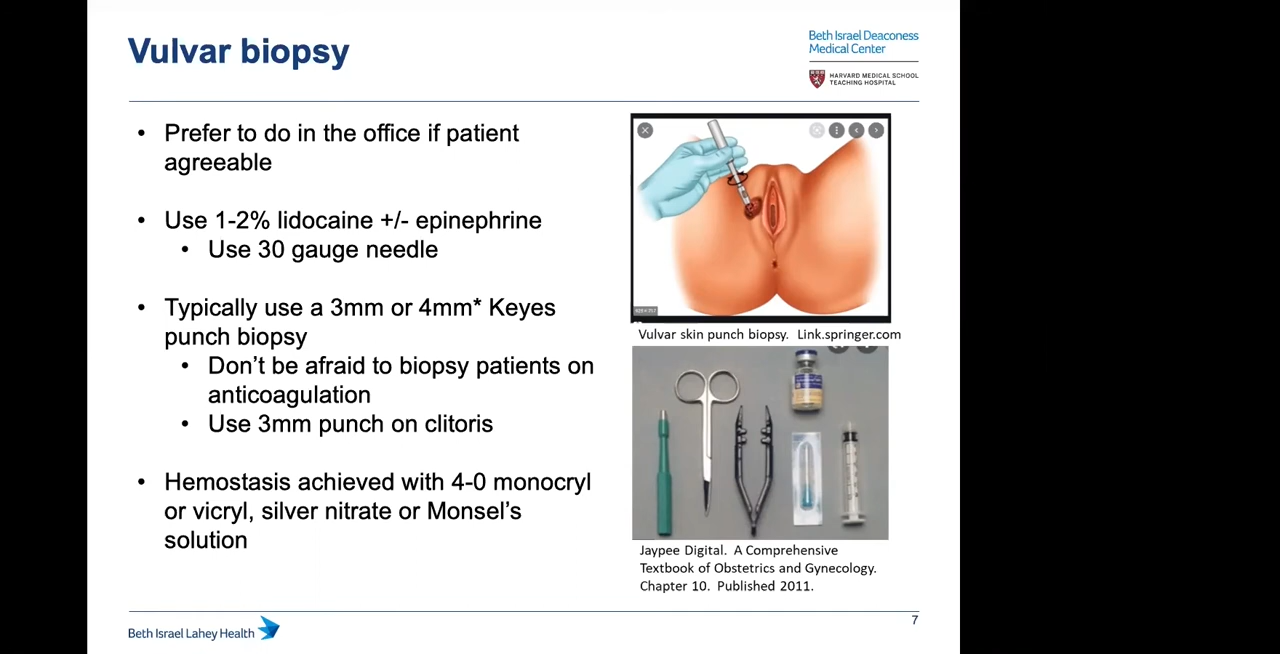 Vulvar biopsy
Beth Israel Deaconess
Medical Center
HARVARD MEDICAL SCHOOL
TEACHING HOSPITAL
• Prefer to do in the office if patient
agreeable
• Use 1-2% lidocaine +/- epinephrine
• Use 30 gauge needle
• Typically use a 3mm or 4mm* Keyes
punch biopsy
• Don’t be afraid to biopsy patients on
anticoagulation
• Use 3mm punch on clitoris
• Hemostasis achieved with 4-0 monocryl
or vicryl, silver nitrate or Monsel’s
solution
Vulvar skin punch biopsy. Link.springer.com
Jaypee Digital. A Comprehensive
Textbook of Obstetrics and Gynecology.
Chapter 10. Published 2011.
Beth Israel Lahey Health
7